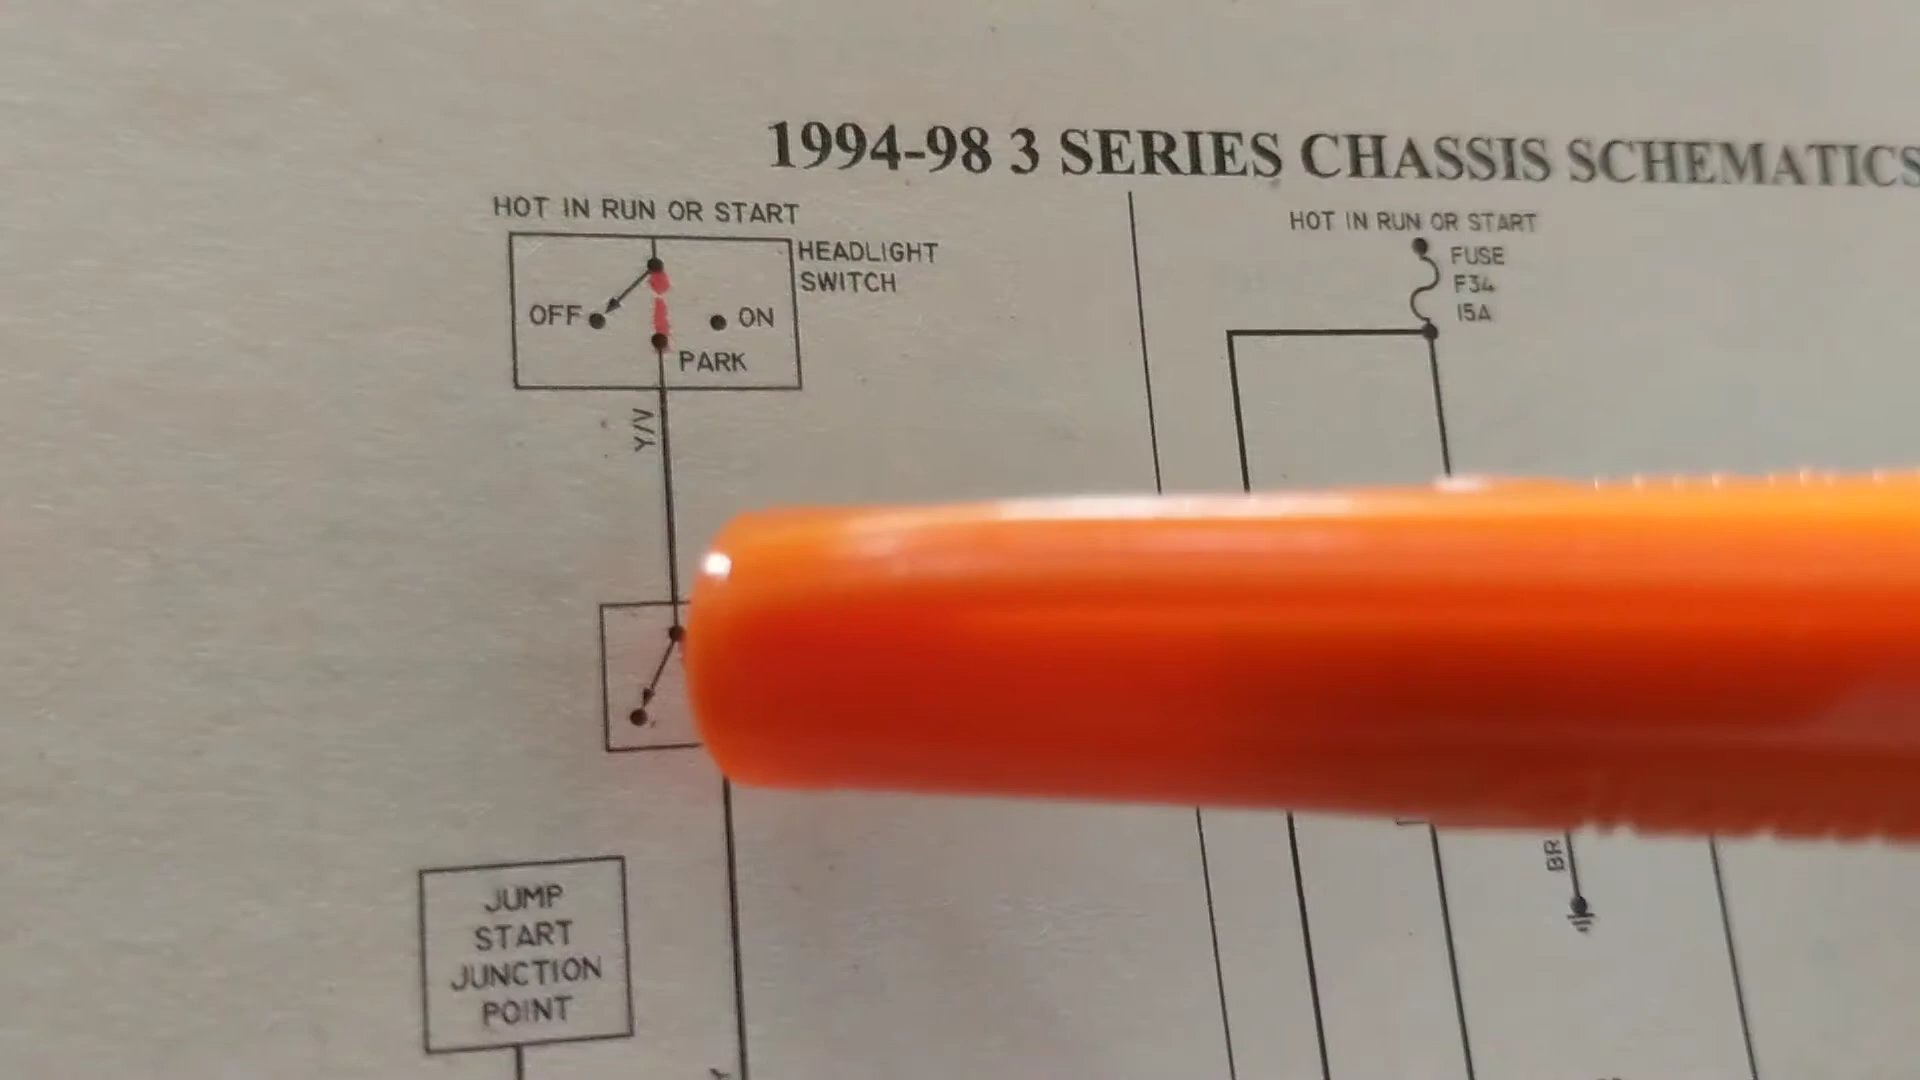 1994-98 3 SERIES CHASSIS SCHEMATICS
HOT IN RUN OR START
HEADLIGHT
SWITCH
OFF
ON
PARK
Y/V
HOT IN RUN OR START
FUSE
F34
15A
BR
JUMP
START
JUNCTION
POINT
Y